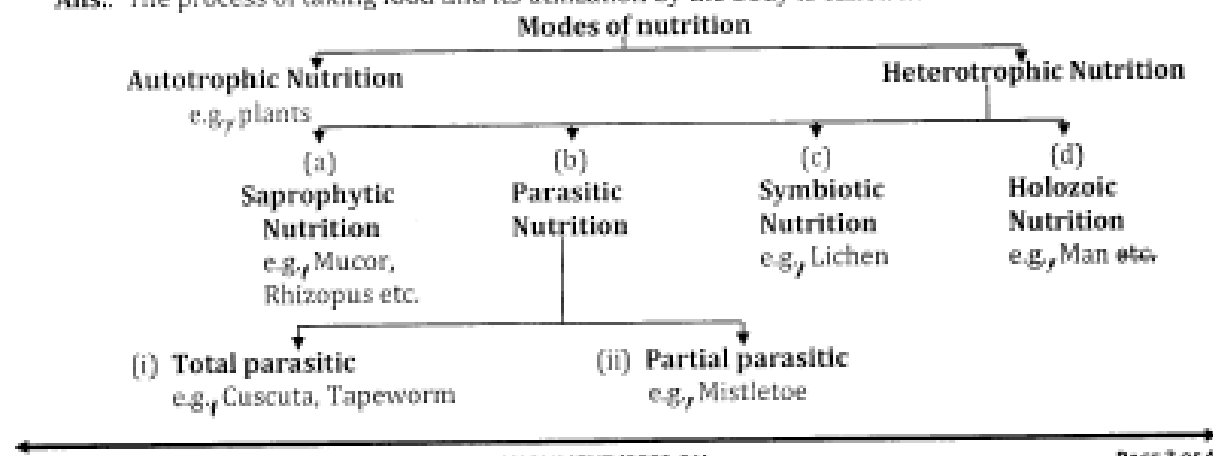 Ans.: The process of taking food and its utilization by the body is called
Modes of nutrition
Autotrophic Nutrition
e.g., plants
Heterotrophic Nutrition
(a)
Saprophytic
Nutrition
e.g., Mucor,
Rhizopus etc.
(b)
Parasitic
Nutrition
(c)
Symbiotic
Nutrition
e.g., Lichen
(d)
Holozoic
Nutrition
e.g., Man etc.
(i) Total parasitic
e.g., Cuscuta, Tapeworm
(ii) Partial parasitic
e.g., Mistletoe